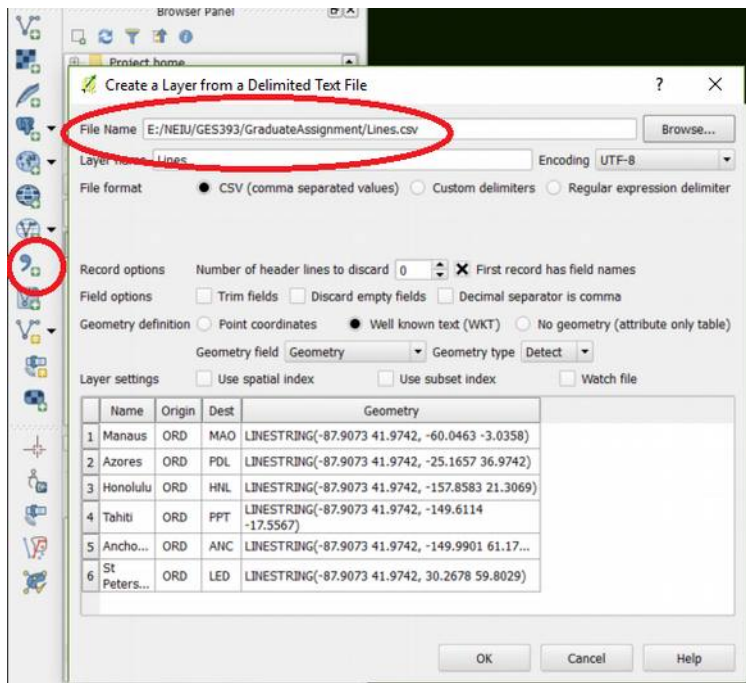 Browser Panel
Project home
Create a Layer from a Delimited Text File ? X
File Name E:/NEIU/GES393/GraduateAssignment/Lines.csv Browse...
Layer name Lines Encoding UTF-8
File format CSV (comma separated values) Custom delimiters Regular expression delimiter
Record options Number of header lines to discard 0 First record has field names
Field options Trim fields Discard empty fields Decimal separator is comma
Geometry definition Point coordinates Well known text (WKT) No geometry (attribute only table)
Geometry field Geometry Geometry type Detect
Layer settings Use spatial index Use subset index Watch file
Name Origin Dest Geometry
1 Manaus ORD MAO LINESTRING(-87.9073 41.9742, -60.0463 -3.0358)
2 Azores ORD PDL LINESTRING(-87.9073 41.9742, -25.1657 36.9742)
3 Honolulu ORD HNL LINESTRING(-87.9073 41.9742, -157.8583 21.3069)
4 Tahiti ORD PPT LINESTRING(-87.9073 41.9742, -149.6114
-17.5567)
5 Ancho... ORD ANC LINESTRING(-87.9073 41.9742, -149.9901 61.17...
6 St
Peters... ORD LED LINESTRING(-87.9073 41.9742, 30.2678 59.8029)
OK Cancel Help